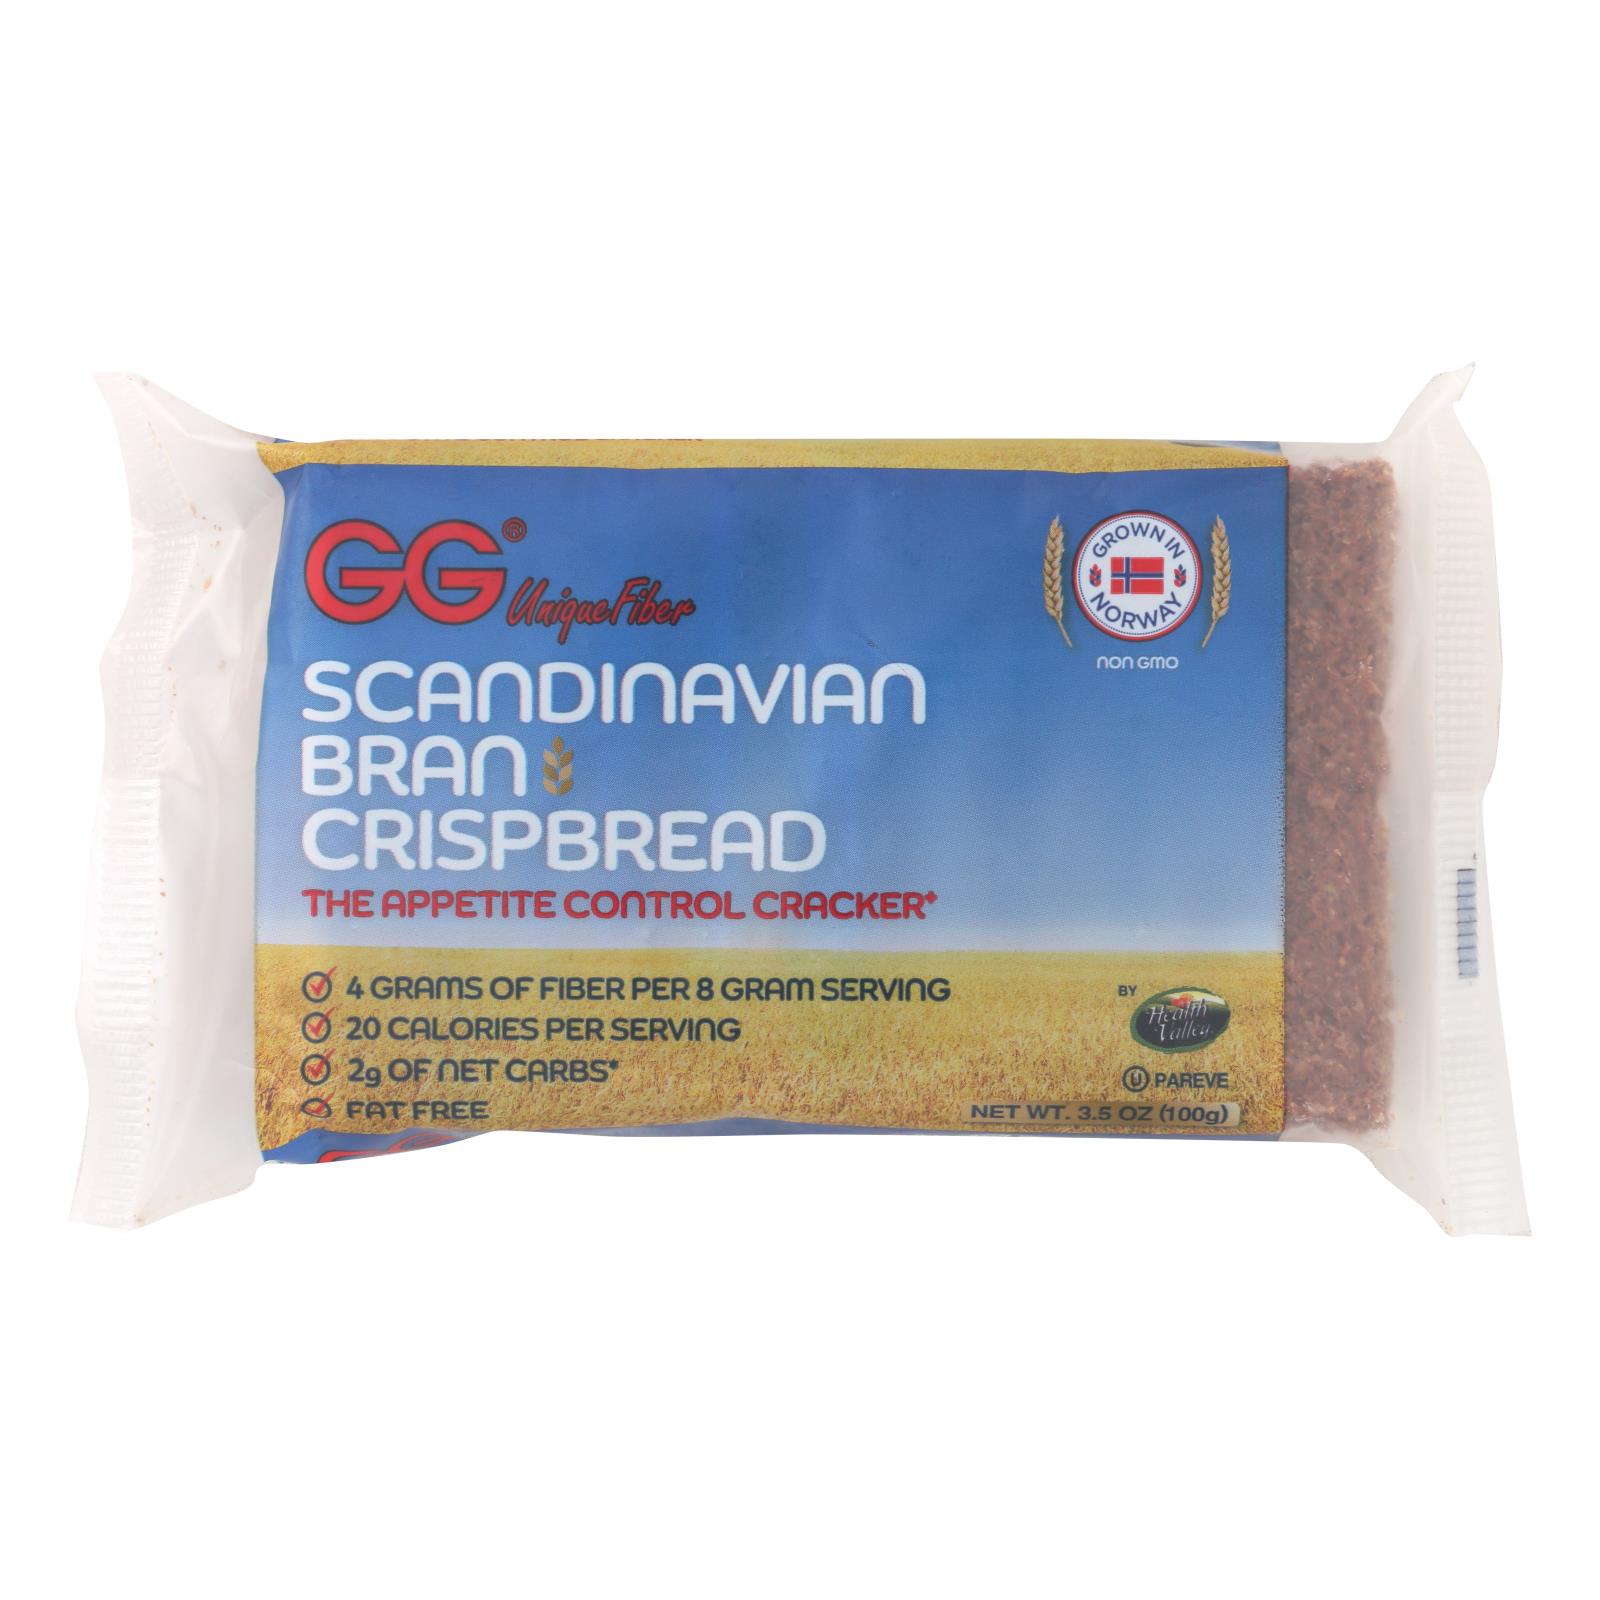 GG® UniqueFiber
SCANDINAVIAN
BRAN
CRISPBREAD
THE APPETITE CONTROL CRACKER+
4 GRAMS OF FIBER PER 8 GRAM SERVING
20 CALORIES PER SERVING
2g OF NET CARBS*
FAT FREE
GROWN IN
NORWAY
NON GMO
BY
Health
Valley
U PAREVE
NET WT. 3.5 OZ (100g)